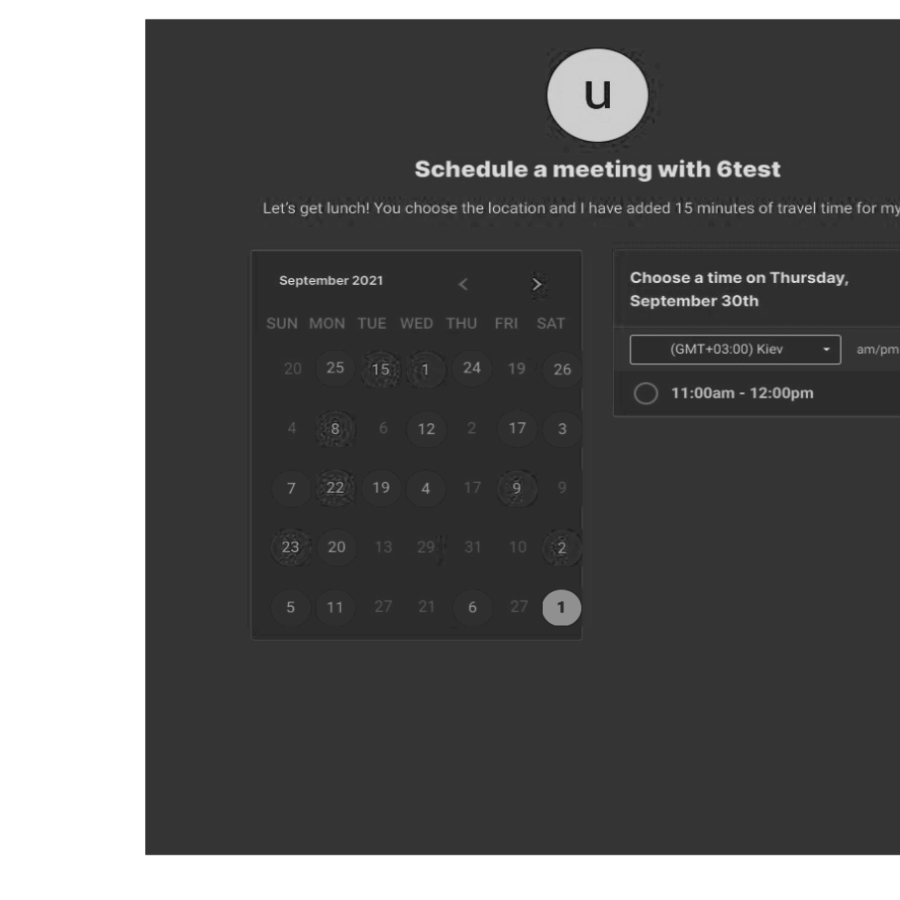 u
Schedule a meeting with 6test
Let's get lunch! You choose the location and I have added 15 minutes of travel time for my
September 2021
SUN MON TUE WED THU FRI SAT
20 25 15 1 24 19 26
4 8 6 12 2 17 3
7 22 19 4 17 9 9
23 20 13 29 31 10 2
5 11 27 21 6 27 1
Choose a time on Thursday,
September 30th
(GMT+03:00) Kiev am/pm
11:00am - 12:00pm